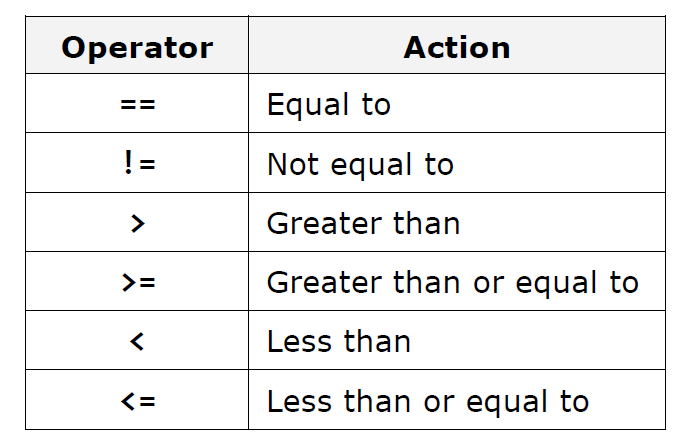 Operator Action
== Equal to
!= Not equal to
> Greater than
>= Greater than or equal to
< Less than
<= Less than or equal to